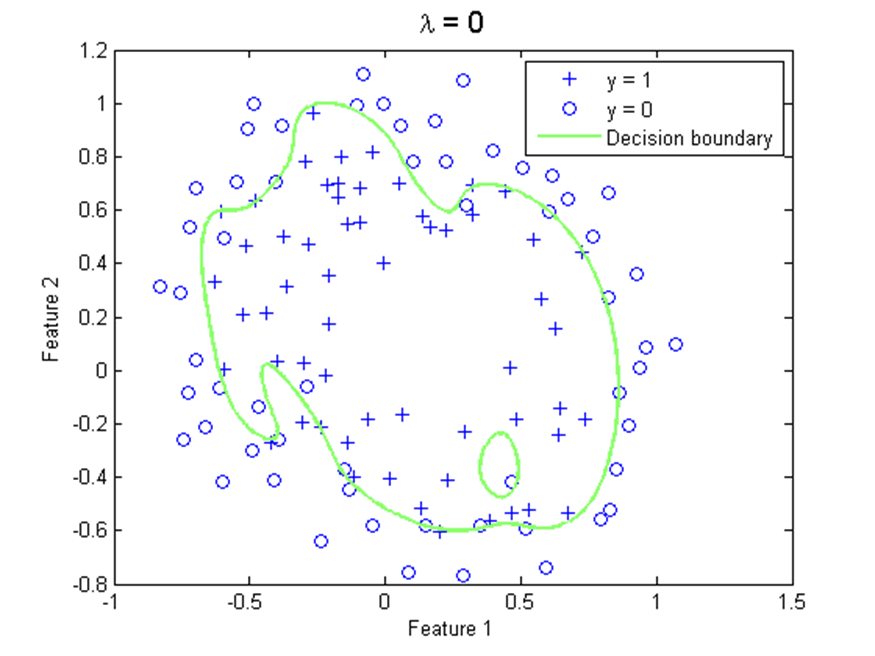 λ = 0
y = 1
y = 0
Decision boundary
1.2
1
0.8
0.6
0.4
0.2
0
-0.2
-0.4
-0.6
-0.8
Feature 2
-1
-0.5
0
0.5
1
1.5
Feature 1